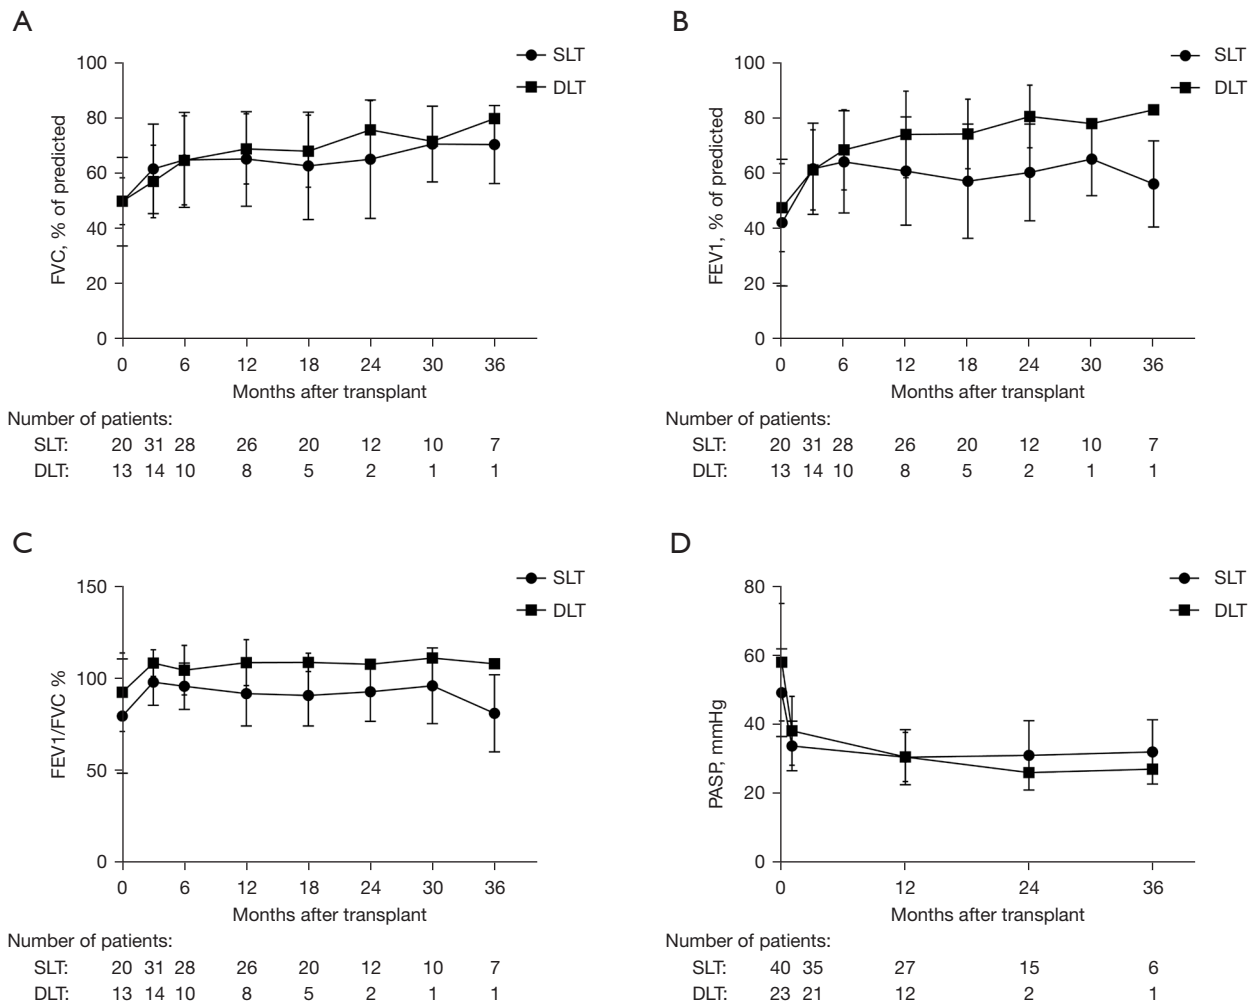 A
SLT
DLT
100
80
60
40
20
0
FVC, % of predicted
0 6 12 18 24 30 36
Months after transplant
Number of patients:
SLT: 20 31 28 26 20 12 10 7
DLT: 13 14 10 8 5 2 1 1
B
SLT
DLT
100
80
60
40
20
0
FEV1, % of predicted
0 6 12 18 24 30 36
Months after transplant
Number of patients:
SLT: 20 31 28 26 20 12 10 7
DLT: 13 14 10 8 5 2 1 1
C
SLT
DLT
150
100
50
0
FEV1/FVC %
0 6 12 18 24 30 36
Months after transplant
Number of patients:
SLT: 20 31 28 26 20 12 10 7
DLT: 13 14 10 8 5 2 1 1
D
SLT
DLT
80
60
40
20
0
PASP, mmHg
0 12 24 36
Months after transplant
Number of patients:
SLT: 40 35 27 15 6
DLT: 23 21 12 2 1